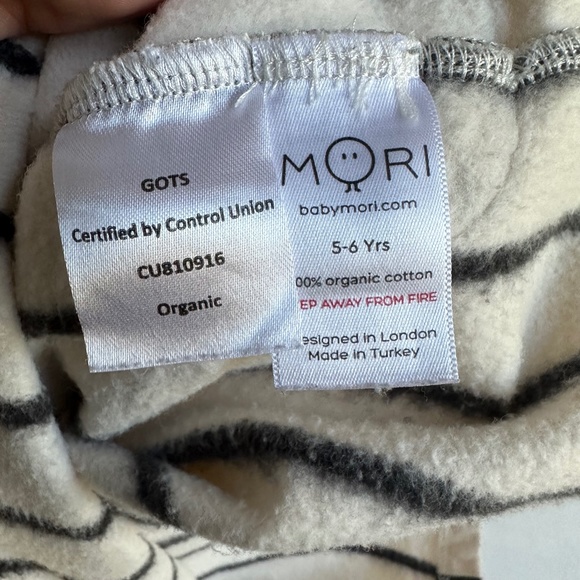 GOTS
Certified by Control Union
CU810916
Organic
MORI
babymori.com
5-6 Yrs
00% organic cotton
EP AWAY FROM FIRE
esigned in London
Made in Turkey